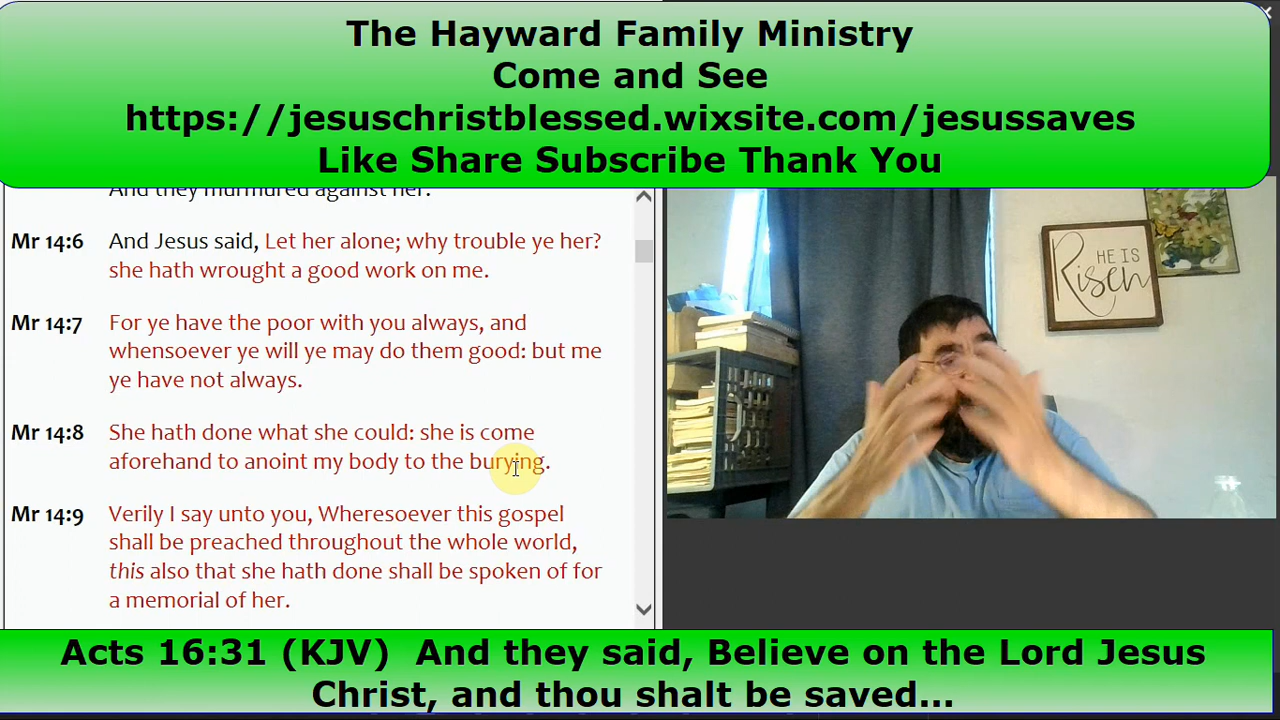 The Hayward Family Ministry
Come and See
https://jesuschristblessed.wixsite.com/jesussaves
Like Share Subscribe Thank You
And they murmured against her.
Mr 14:6 And Jesus said, Let her alone; why trouble ye her?
she hath wrought a good work on me.
Mr 14:7 For ye have the poor with you always, and
whensoever ye will ye may do them good: but me
ye have not always.
Mr 14:8 She hath done what she could: she is come
aforehand to anoint my body to the burying.
Mr 14:9 Verily I say unto you, Wheresoever this gospel
shall be preached throughout the whole world,
this also that she hath done shall be spoken of for
a memorial of her.
HE IS
Risen
Acts 16:31 (KJV) And they said, Believe on the Lord Jesus
Christ, and thou shalt be saved...